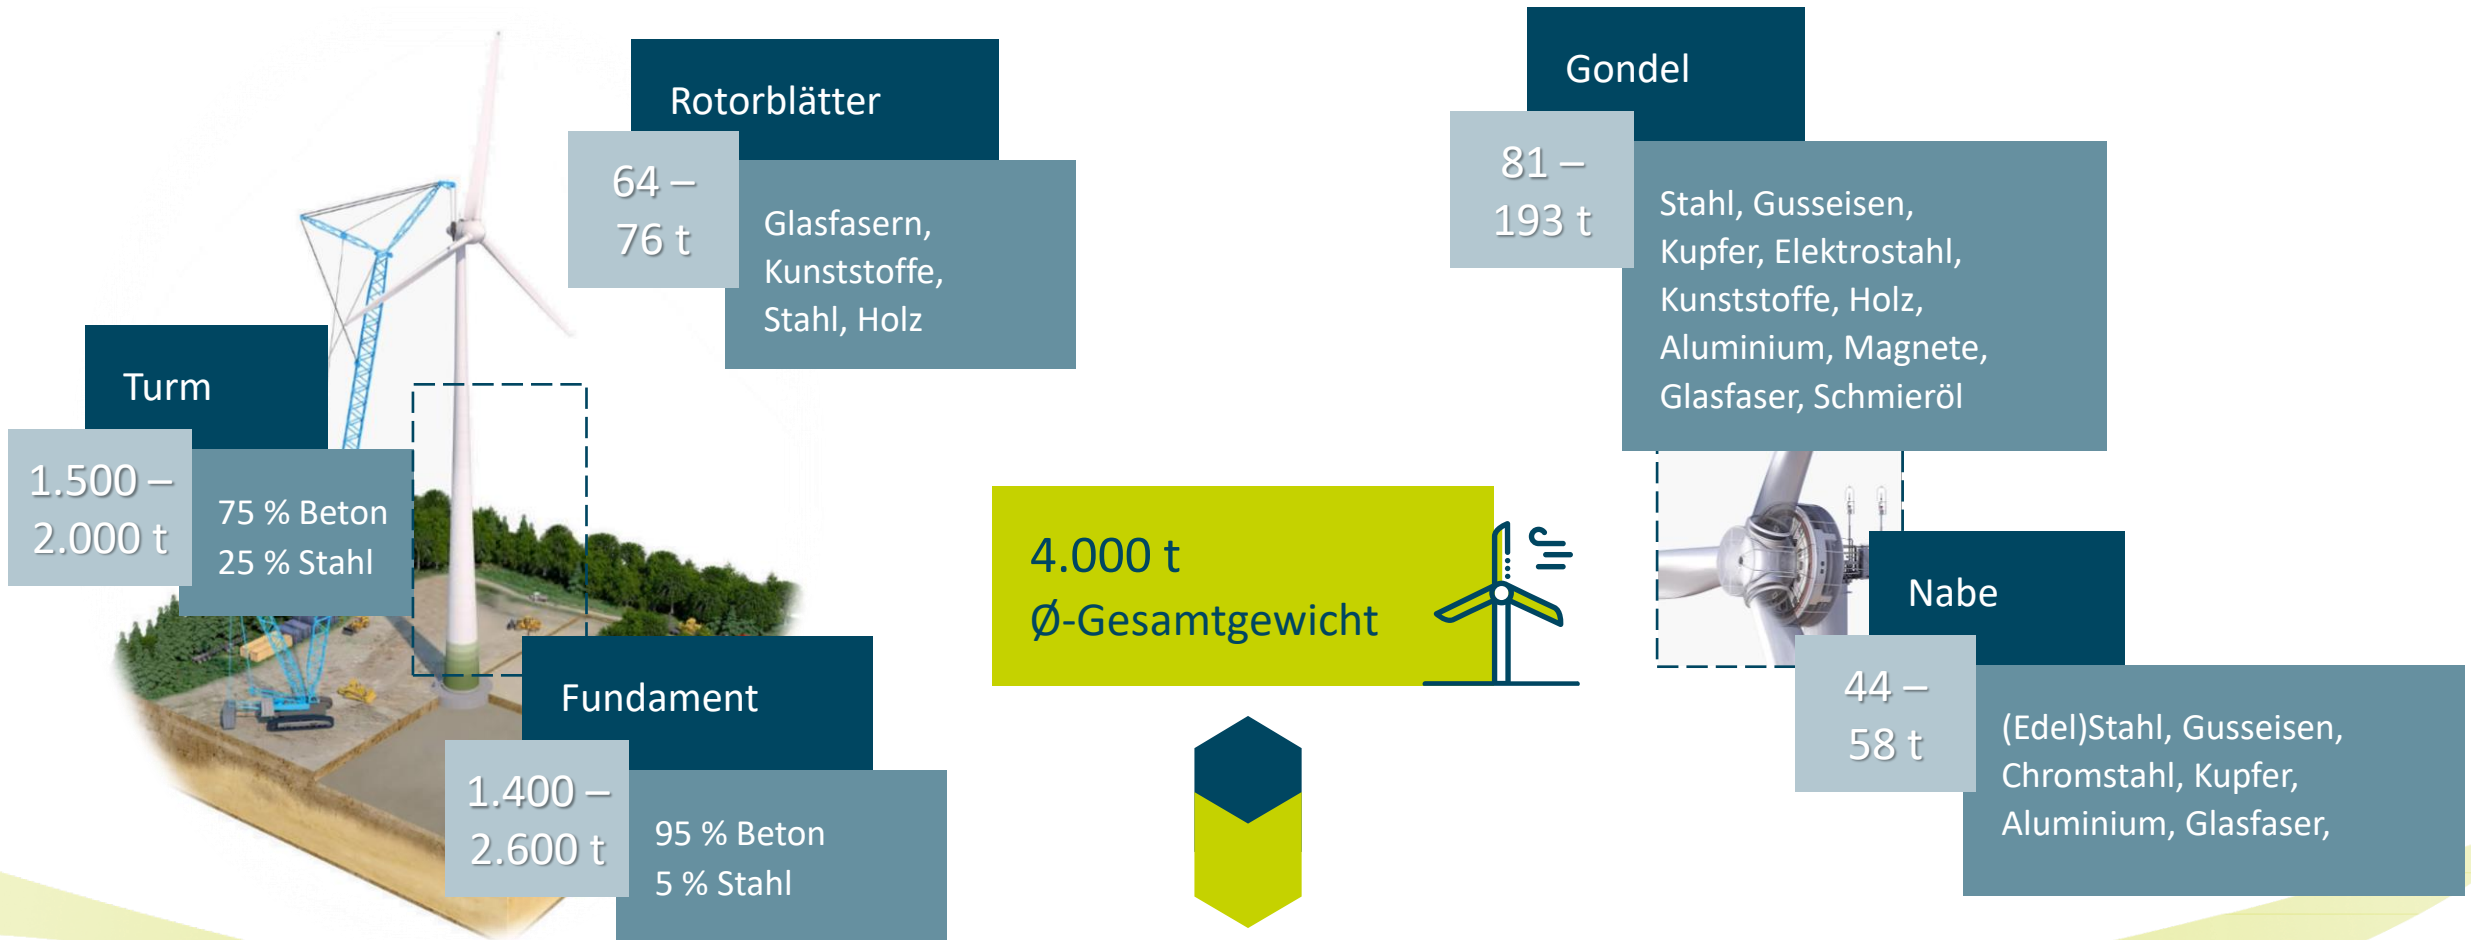 Rotorblätter
64 –
76 t
Glasfasern,
Kunststoffe,
Stahl, Holz
Gondel
81 –
193 t
Stahl, Gusseisen,
Kupfer, Elektrostahl,
Kunststoffe, Holz,
Aluminium, Magnete,
Glasfaser, Schmieröl
Turm
1.500 –
2.000 t
75 % Beton
25 % Stahl
4.000 t
Ø-Gesamtgewicht
Fundament
1.400 –
2.600 t
95 % Beton
5 % Stahl
Nabe
44 –
58 t
(Edel)Stahl, Gusseisen,
Chromstahl, Kupfer,
Aluminium, Glasfaser,